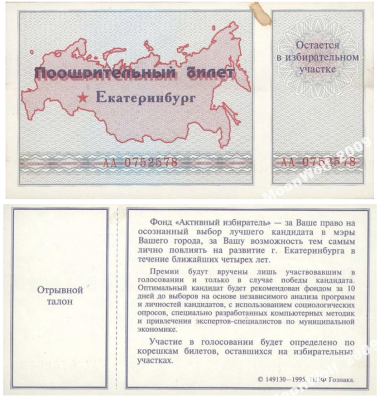 Поощрительный билет
★ Екатеринбург
АА 0752578
Остается
в избирательном
участке
АА 0752578
Отрывной
талон
Фонд «Активный избиратель» — за Ваше право на
осознанный выбор лучшего кандидата в мэры
Вашего города, за Вашу возможность тем самым
лично повлиять на развитие г. Екатеринбурга в
течение ближайших четырех лет.
Премии будут вручены лишь участвовавшим в
голосовании и только в случае победы кандидата.
Оптимальный кандидат будет рекомендован фондом за 10
дней до выборов на основе независимого анализа программ
и личностей кандидатов, с использованием социологических
опросов, специально разработанных компьютерных методик
и привлечения экспертов-специалистов по муниципальной
экономике.
Участие в голосовании будет определено по
корешкам билетов, оставшихся на избирательных
участках.
© 149130—1995. ППФ Гознака.